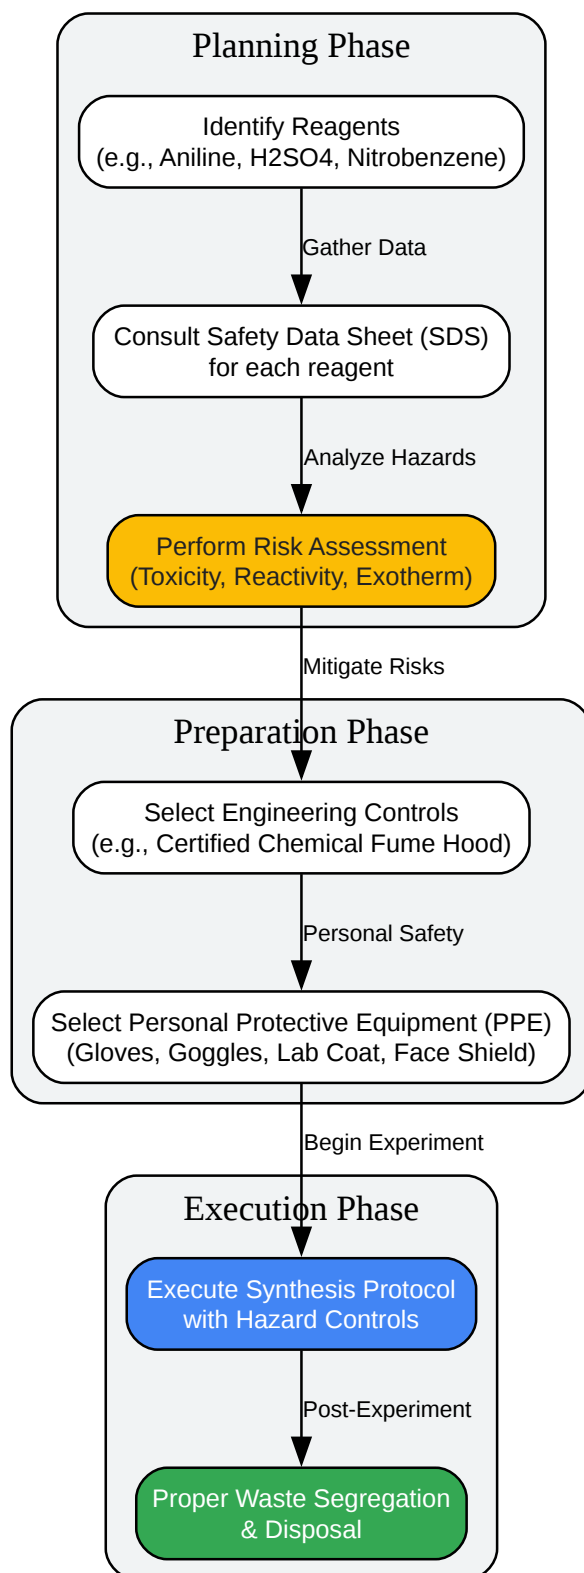 Planning Phase
Identify Reagents
(e.g., Aniline, H2SO4, Nitrobenzene)
Gather Data
Consult Safety Data Sheet (SDS)
for each reagent
Analyze Hazards
Perform Risk Assessment
(Toxicity, Reactivity, Exotherm)
Mitigate Risks
Preparation Phase
Select Engineering Controls
(e.g., Certified Chemical Fume Hood)
Personal Safety
Select Personal Protective Equipment (PPE)
(Gloves, Goggles, Lab Coat, Face Shield)
Begin Experiment
Execution Phase
Execute Synthesis Protocol
with Hazard Controls
Post-Experiment
Proper Waste Segregation
& Disposal